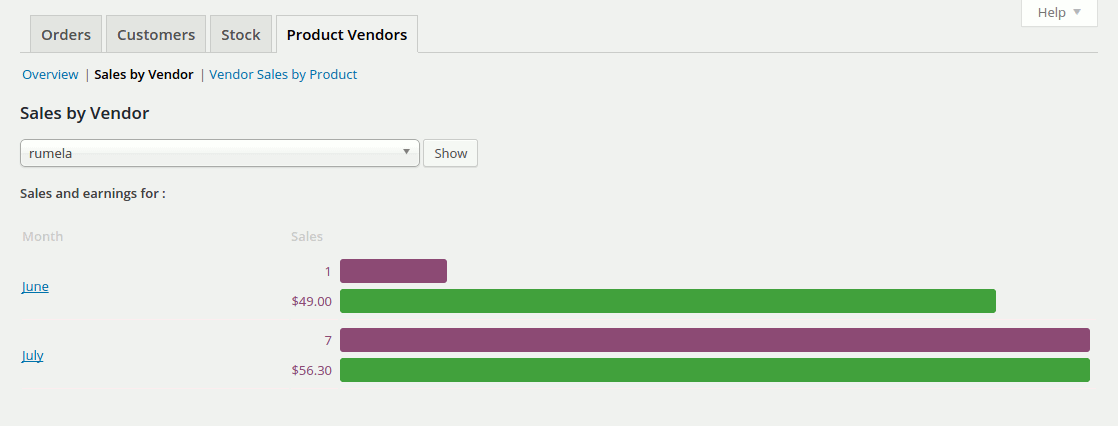 Help
Orders Customers Stock Product Vendors
Overview | Sales by Vendor | Vendor Sales by Product
Sales by Vendor
rumela Show
Sales and earnings for :
Month Sales
1
June
$49.00
7
July
$56.30